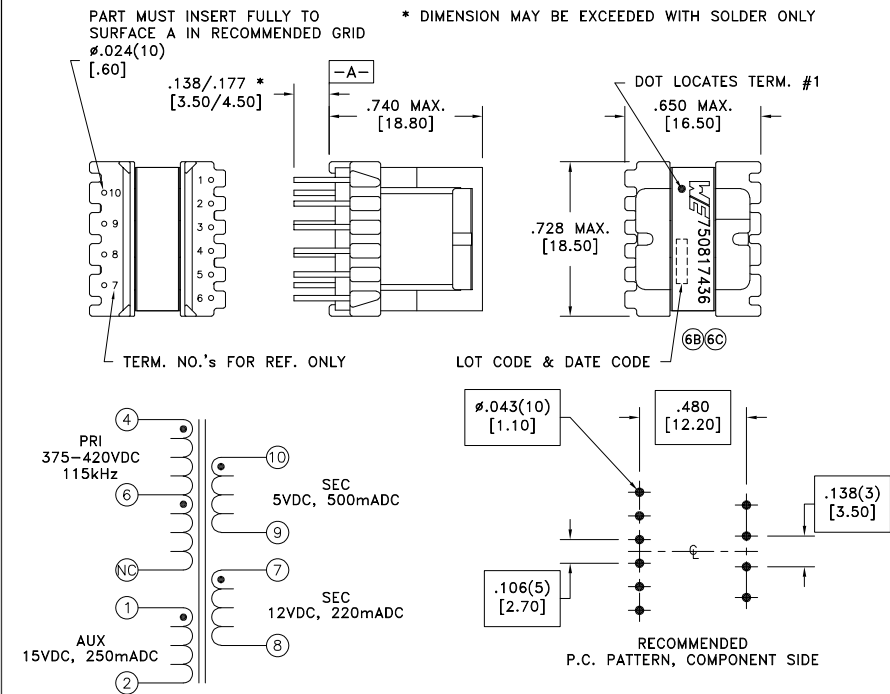 PART MUST INSERT FULLY TO
SURFACE A IN RECOMMENDED GRID
* DIMENSION MAY BE EXCEEDED WITH SOLDER ONLY
ø.024(10)
[.60]
.138/.177 *
[3.50/4.50]
-A-
.740 MAX.
[18.80]
DOT LOCATES TERM. #1
.650 MAX.
[16.50]
10
9
8
7
1
2
3
4
5
6
.728 MAX.
[18.50]
WE 750817436
6B 6C
TERM. NO.'s FOR REF. ONLY
LOT CODE & DATE CODE
4
PRI
375-420VDC
115kHz
6
NC
1
AUX
15VDC, 250mADC
2
10
SEC
5VDC, 500mADC
9
7
SEC
12VDC, 220mADC
8
ø.043(10)
[1.10]
.480
[12.20]
.138(3)
[3.50]
.106(5)
[2.70]
CL
RECOMMENDED
P.C. PATTERN, COMPONENT SIDE